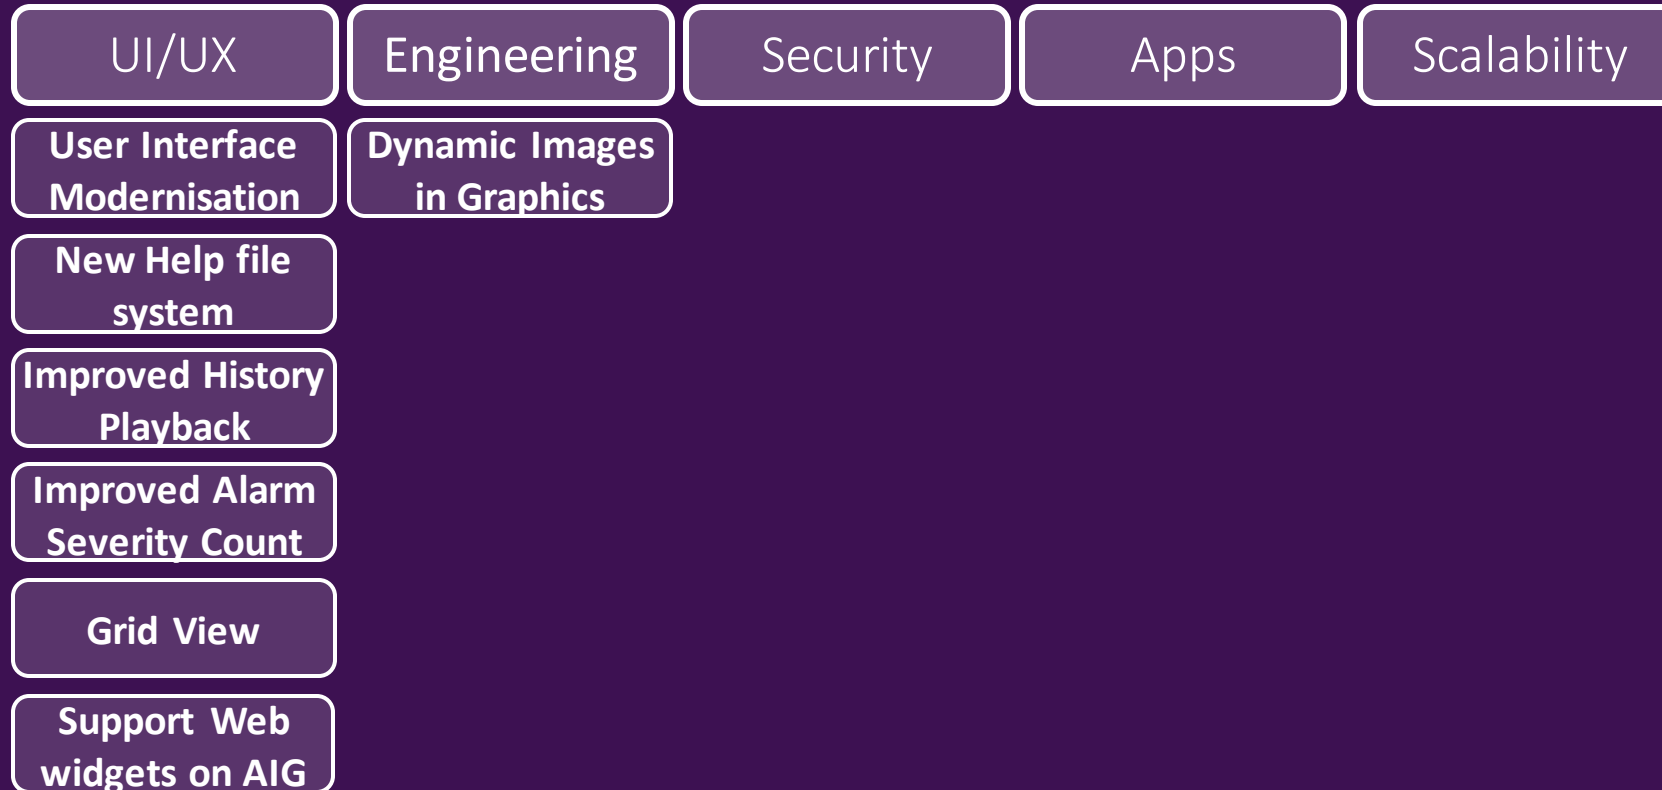 UI/UX
Engineering
Security
Apps
Scalability
User Interface
Modernisation
Dynamic Images
in Graphics
New Help file
system
Improved History
Playback
Improved Alarm
Severity Count
Grid View
Support Web
widgets on AIG